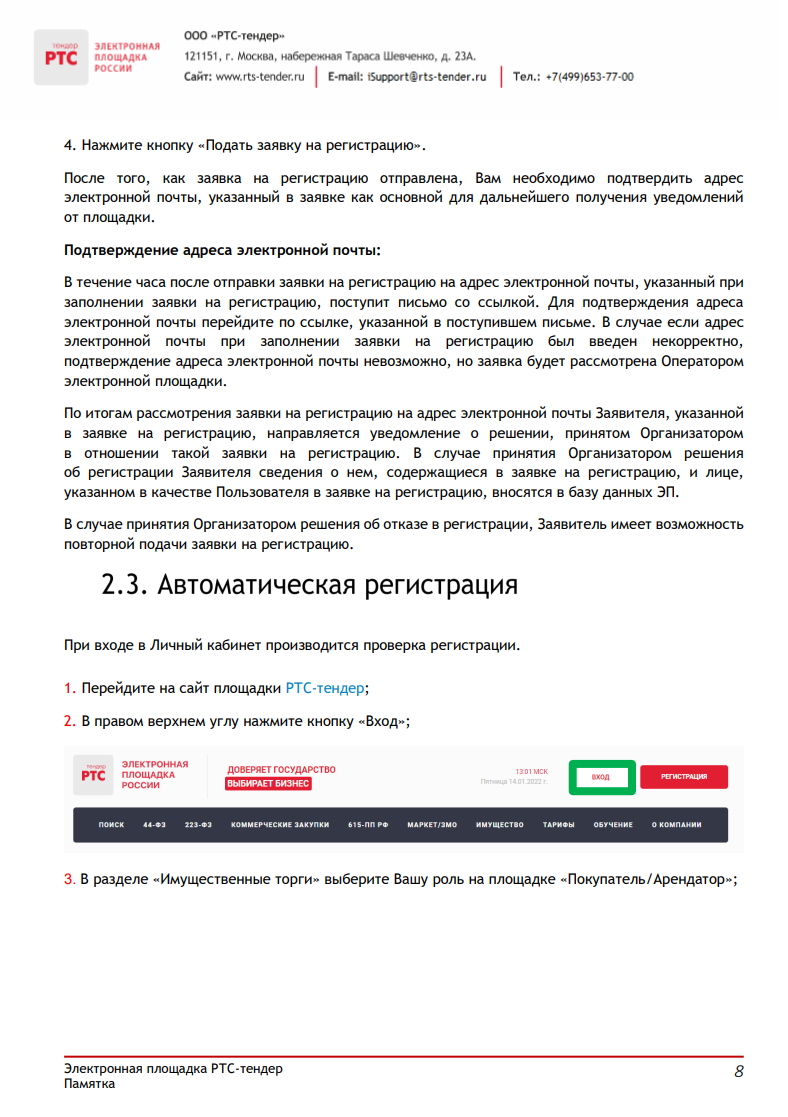 тендер
РТС
ЭЛЕКТРОННАЯ
ПЛОЩАДКА
РОССИИ
ООО «РТС-тендер»
121151, г. Москва, набережная Тараса Шевченко, д. 23А.
Сайт: www.rts-tender.ru | E-mail: iSupport@rts-tender.ru | Тел.: +7(499)653-77-00
4. Нажмите кнопку «Подать заявку на регистрацию».
После того, как заявка на регистрацию отправлена, Вам необходимо подтвердить адрес
электронной почты, указанный в заявке как основной для дальнейшего получения уведомлений
от площадки.
Подтверждение адреса электронной почты:
В течение часа после отправки заявки на регистрацию на адрес электронной почты, указанный при
заполнении заявки на регистрацию, поступит письмо со ссылкой. Для подтверждения адреса
электронной почты перейдите по ссылке, указанной в поступившем письме. В случае если адрес
электронной почты при заполнении заявки на регистрацию был введен некорректно,
подтверждение адреса электронной почты невозможно, но заявка будет рассмотрена Оператором
электронной площадки.
По итогам рассмотрения заявки на регистрацию на адрес электронной почты Заявителя, указанной
в заявке на регистрацию, направляется уведомление о решении, принятом Организатором
в отношении такой заявки на регистрацию. В случае принятия Организатором решения
об регистрации Заявителя сведения о нем, содержащиеся в заявке на регистрацию, и лице,
указанном в качестве Пользователя в заявке на регистрацию, вносятся в базу данных ЭП.
В случае принятия Организатором решения об отказе в регистрации, Заявитель имеет возможность
повторной подачи заявки на регистрацию.
2.3. Автоматическая регистрация
При входе в Личный кабинет производится проверка регистрации.
1. Перейдите на сайт площадки РТС-тендер;
2. В правом верхнем углу нажмите кнопку «Вход»;
тендер
РТС
ЭЛЕКТРОННАЯ
ПЛОЩАДКА
РОССИИ
ДОВЕРЯЕТ ГОСУДАРСТВО
ВЫБИРАЕТ БИЗНЕС
13:01 МСК
Пятница 14.01.2022 г.
ВХОД
РЕГИСТРАЦИЯ
ПОИСК 44-ФЗ 223-ФЗ КОММЕРЧЕСКИЕ ЗАКУПКИ 615-ПП РФ МАРКЕТ/ЗМО ИМУЩЕСТВО ТАРИФЫ ОБУЧЕНИЕ О КОМПАНИИ
3. В разделе «Имущественные торги» выберите Вашу роль на площадке «Покупатель/Арендатор»;
Электронная площадка РТС-тендер
Памятка
8